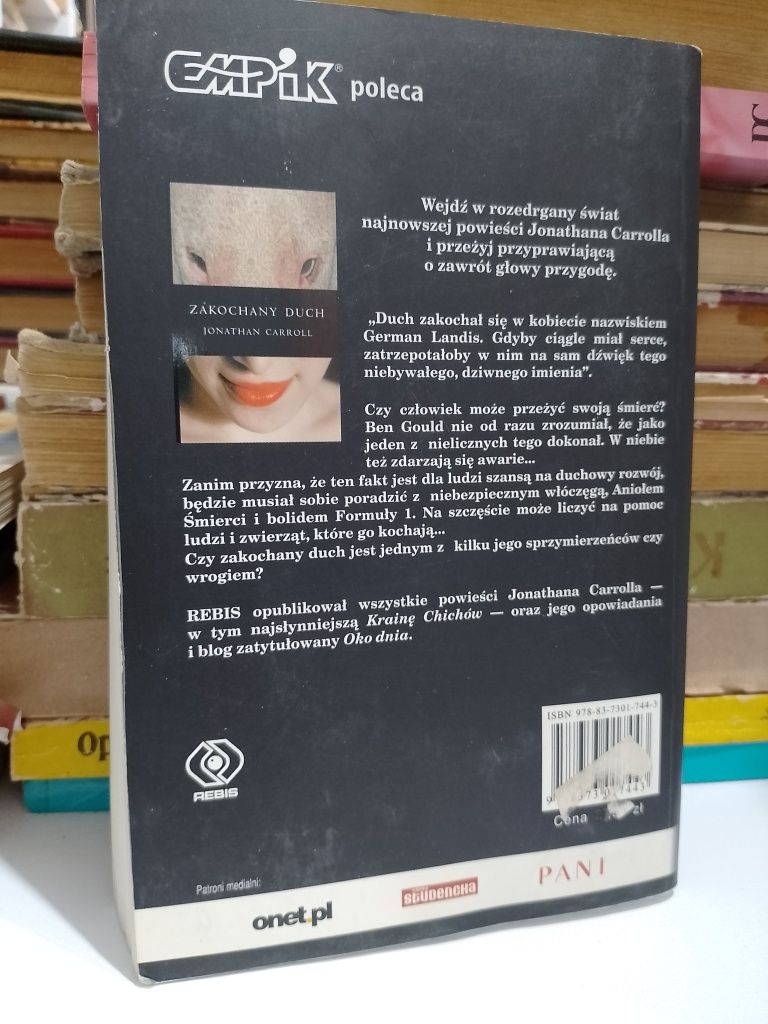 EMPiK® poleca
ZAKOCHANY DUCH
JONATHAN CARROLL
Wejdź w rozedrgany świat
najnowszej powieści Jonathana Carrolla
i przeżyj przyprawiającą
o zawrót głowy przygodę.
„Duch zakochał się w kobiecie nazwiskiem
German Landis. Gdyby ciągle miał serce,
zatrzepotałoby w nim na sam dźwięk tego
niebywałego, dziwnego imienia”.
Czy człowiek może przeżyć swoją śmierć?
Ben Gould nie od razu zrozumiał, że jako
jeden z nielicznych tego dokonał. W niebie
też zdarzają się awarie...
Zanim przyzna, że ten fakt jest dla ludzi szansą na duchowy rozwój,
będzie musiał sobie poradzić z niebezpiecznym włóczęgą, Aniołem
Śmierci i bolidem Formuły 1. Na szczęście może liczyć na pomoc
ludzi i zwierząt, które go kochają...
Czy zakochany duch jest jednym z kilku jego sprzymierzeńców czy
wrogiem?
REBIS opublikował wszystkie powieści Jonathana Carrolla —
w tym najsłynniejszą Krainę Chichów — oraz jego opowiadania
i blog zatytułowany Oko dnia.
REBIS
ISBN 978-83-7301-744-3
Cena zł
Patroni medialni:
onet.pl
STUDENCKA
PANI
Op
K